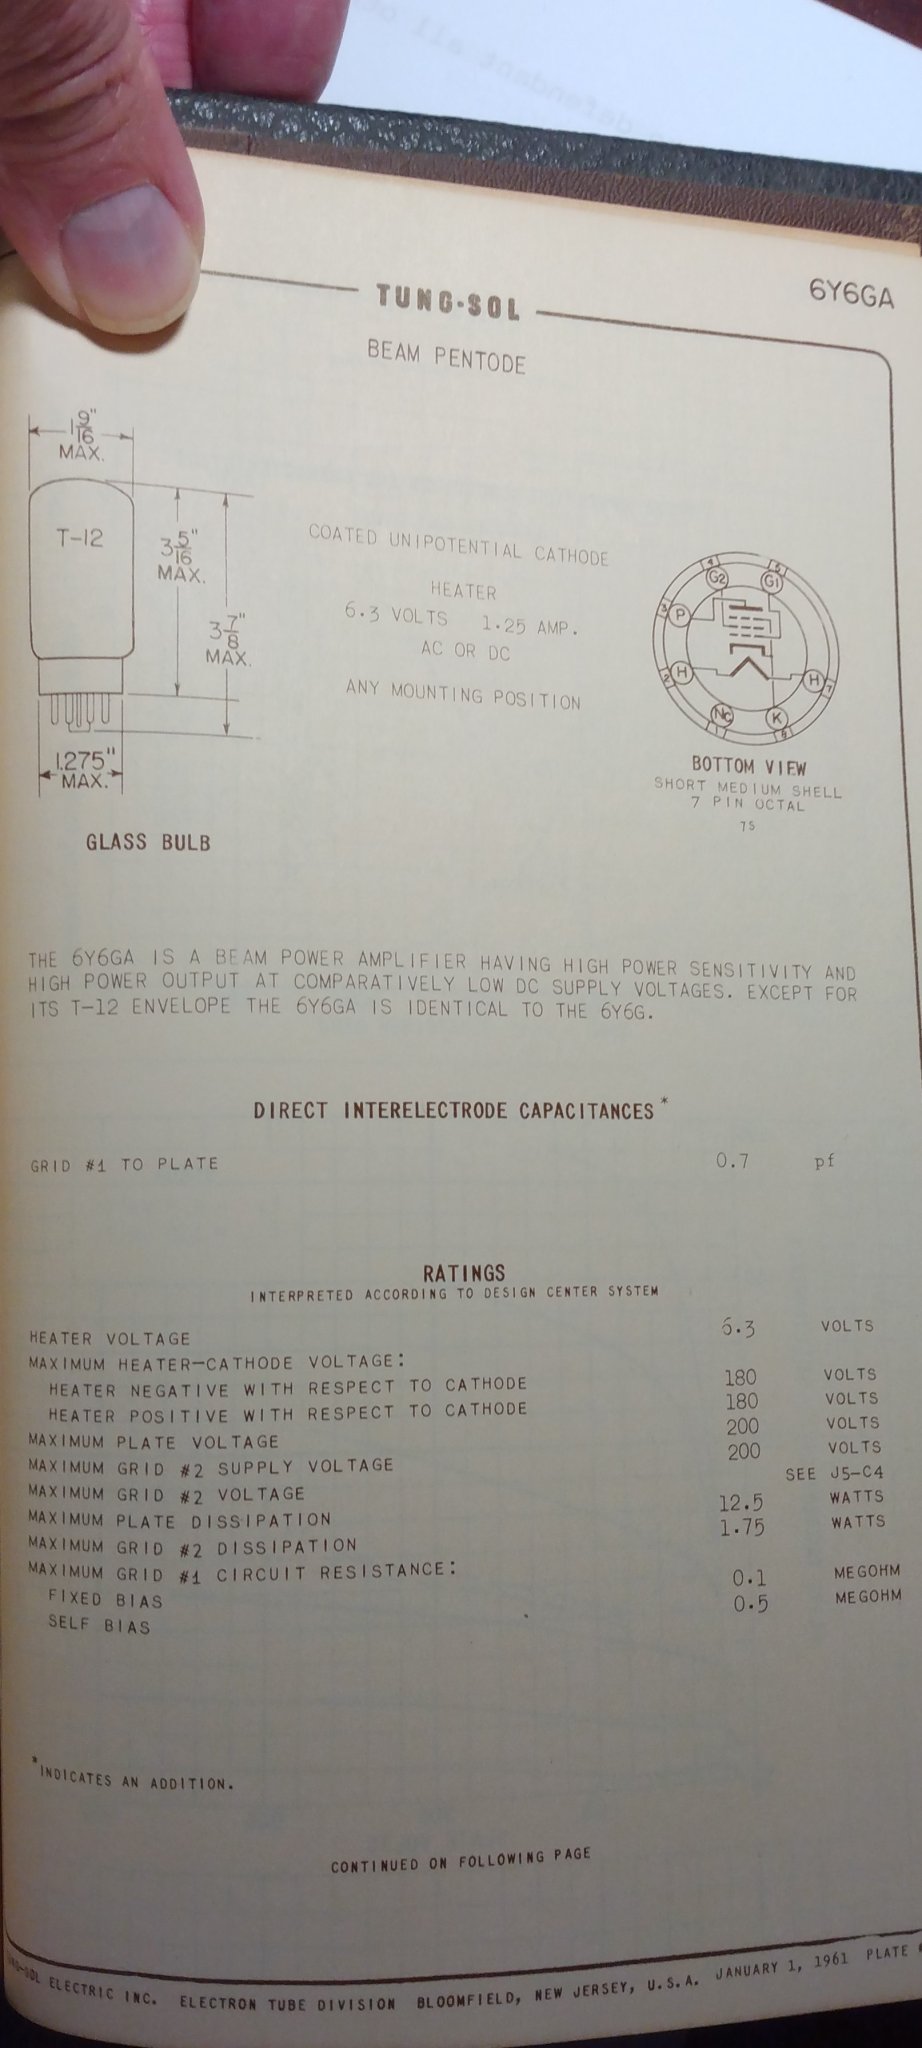 6Y6GA
TUNG-SOL
BEAM PENTODE
1 9/16"
MAX.
T-12
3 5/16"
MAX.
3 7/8"
MAX.
1.275"
MAX.
GLASS BULB
COATED UNIPOTENTIAL CATHODE
HEATER
6.3 VOLTS 1.25 AMP.
AC OR DC
ANY MOUNTING POSITION
4 5
G2 G1
3 P
2 H H 7
NC K
1 8
BOTTOM VIEW
SHORT MEDIUM SHELL
7 PIN OCTAL
7S
THE 6Y6GA IS A BEAM POWER AMPLIFIER HAVING HIGH POWER SENSITIVITY AND
HIGH POWER OUTPUT AT COMPARATIVELY LOW DC SUPPLY VOLTAGES. EXCEPT FOR
ITS T-12 ENVELOPE THE 6Y6GA IS IDENTICAL TO THE 6Y6G.
DIRECT INTERELECTRODE CAPACITANCES*
GRID #1 TO PLATE 0.7 pf
RATINGS
INTERPRETED ACCORDING TO DESIGN CENTER SYSTEM
HEATER VOLTAGE 6.3 VOLTS
MAXIMUM HEATER-CATHODE VOLTAGE:
HEATER NEGATIVE WITH RESPECT TO CATHODE 180 VOLTS
HEATER POSITIVE WITH RESPECT TO CATHODE 180 VOLTS
MAXIMUM PLATE VOLTAGE 200 VOLTS
MAXIMUM GRID #2 SUPPLY VOLTAGE 200 VOLTS
MAXIMUM GRID #2 VOLTAGE SEE J5-C4
MAXIMUM PLATE DISSIPATION 12.5 WATTS
MAXIMUM GRID #2 DISSIPATION 1.75 WATTS
MAXIMUM GRID #1 CIRCUIT RESISTANCE:
FIXED BIAS 0.1 MEGOHM
SELF BIAS 0.5 MEGOHM
*INDICATES AN ADDITION.
CONTINUED ON FOLLOWING PAGE
ELECTRIC INC. ELECTRON TUBE DIVISION BLOOMFIELD, NEW JERSEY, U.S.A. JANUARY 1, 1961 PLATE